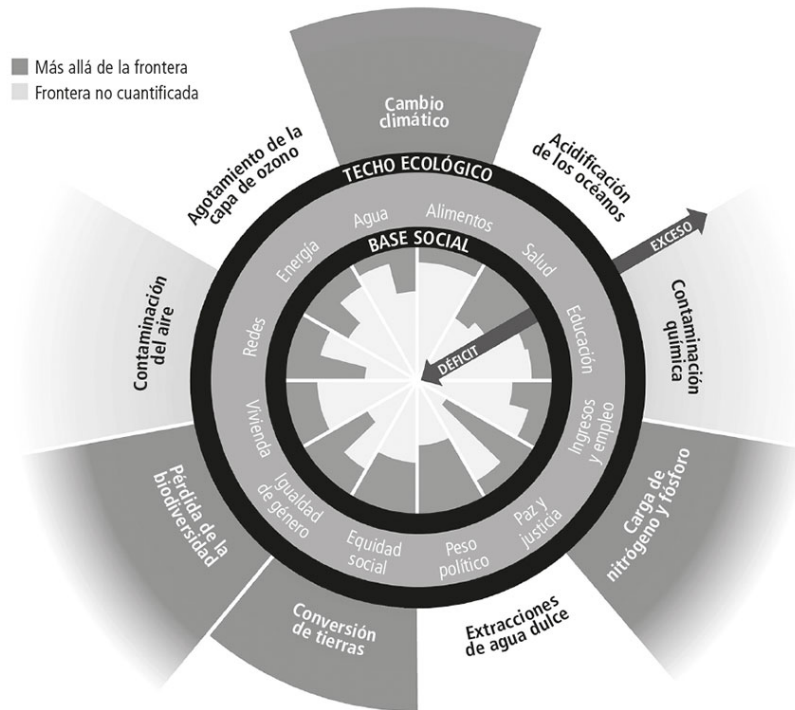 Más allá de la frontera
Frontera no cuantificada
Cambio
climático
Agotamiento de la
capa de ozono
Acidificación
de los océanos
TECHO ECOLÓGICO
EXCESO
Agua
Alimentos
Energía
Salud
BASE SOCIAL
Redes
Educación
DÉFICIT
Contaminación
del aire
Contaminación
química
Vivienda
Ingresos
y empleo
Igualdad
de género
Paz y
justicia
Equidad
social
Peso
político
Pérdida de la
biodiversidad
Carga de
nitrógeno y fósforo
Conversión
de tierras
Extracciones
de agua dulce